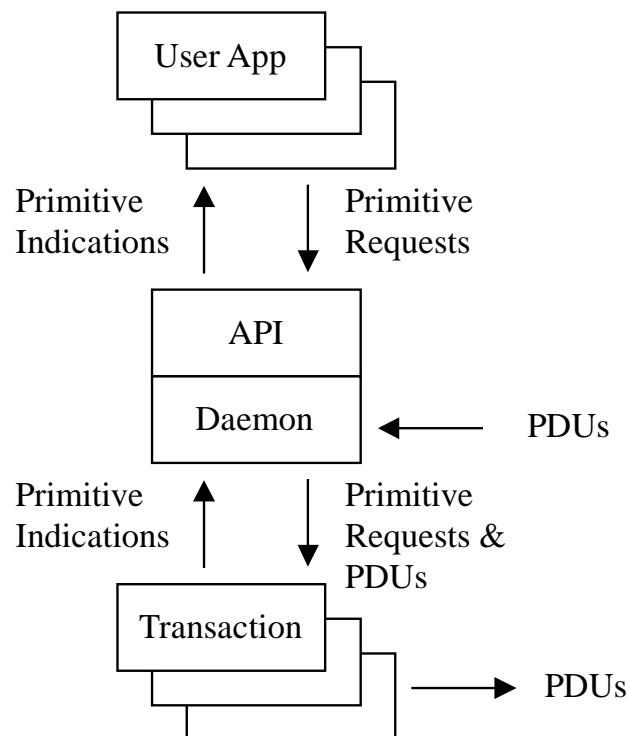 User App
Primitive
Indications
Primitive
Requests
API
Daemon
PDUs
Primitive
Indications
Primitive
Requests &
PDUs
Transaction
PDUs